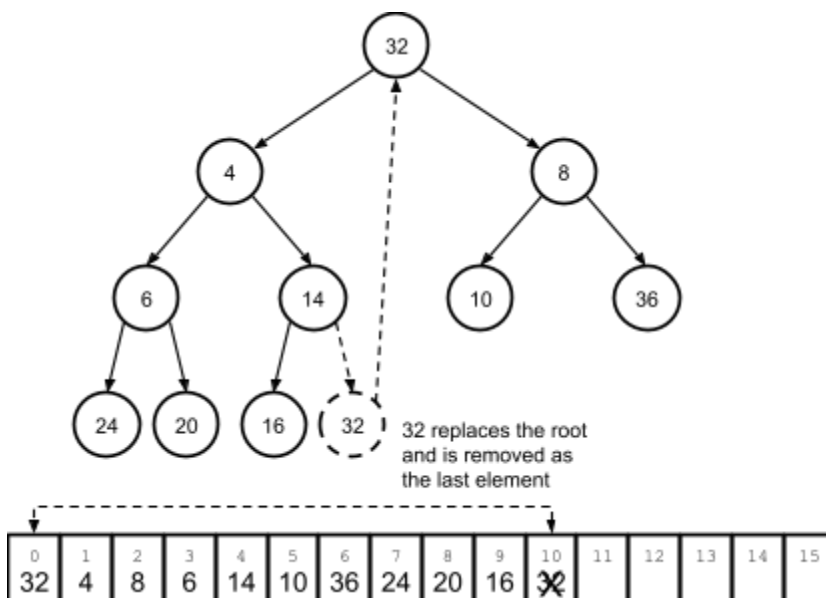 32
4
8
6
14
10
36
24
20
16
32
32 replaces the root
and is removed as
the last element
0 1 2 3 4 5 6 7 8 9 10 11 12 13 14 15
32 4 8 6 14 10 36 24 20 16 32